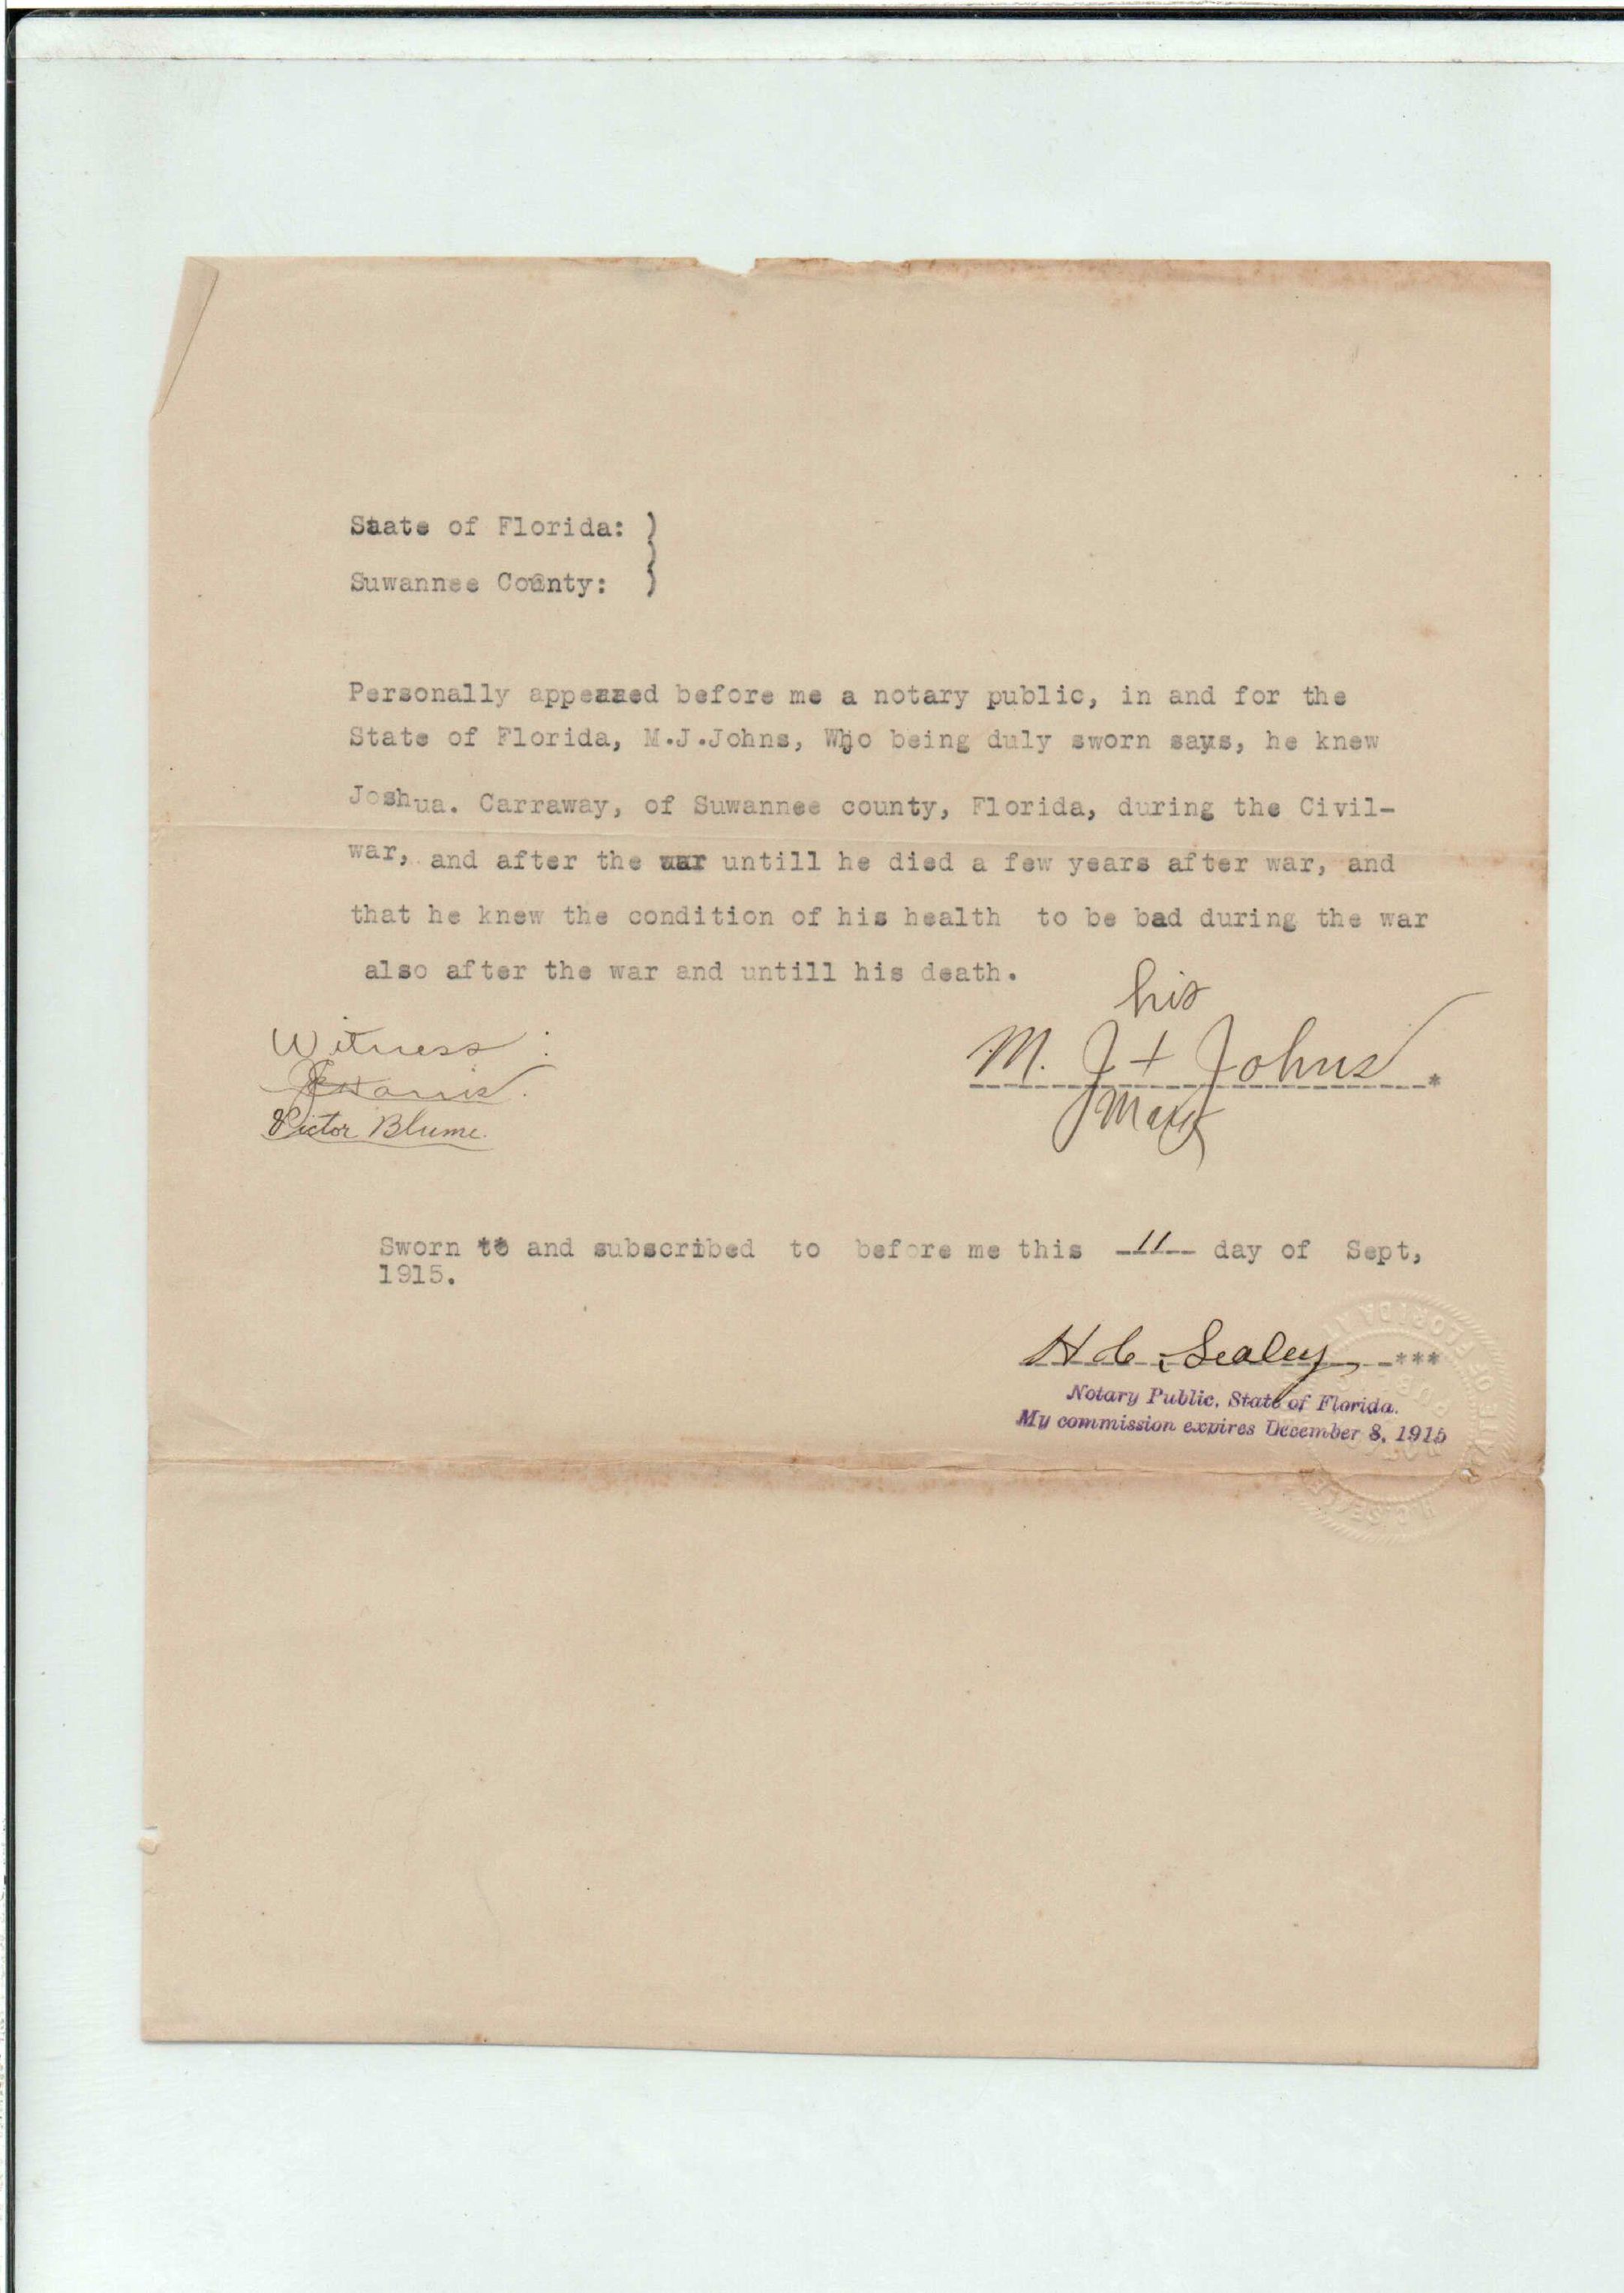 State of Florida: }
Suwannee County: }
Personally appeared before me a notary public, in and for the
State of Florida, M.J.Johns, Who being duly sworn says, he knew
Joshua. Carraway, of Suwannee county, Florida, during the Civil-
war, and after the war untill he died a few years after war, and
that he knew the condition of his health to be bad during the war
also after the war and untill his death.
his
M. J + Johns.
mark
Witness:
Harris.
Victor Blume.
Sworn to and subscribed to before me this 11 day of Sept,
1915.
H C Sealey ***
Notary Public, State of Florida.
My commission expires December 8, 1915